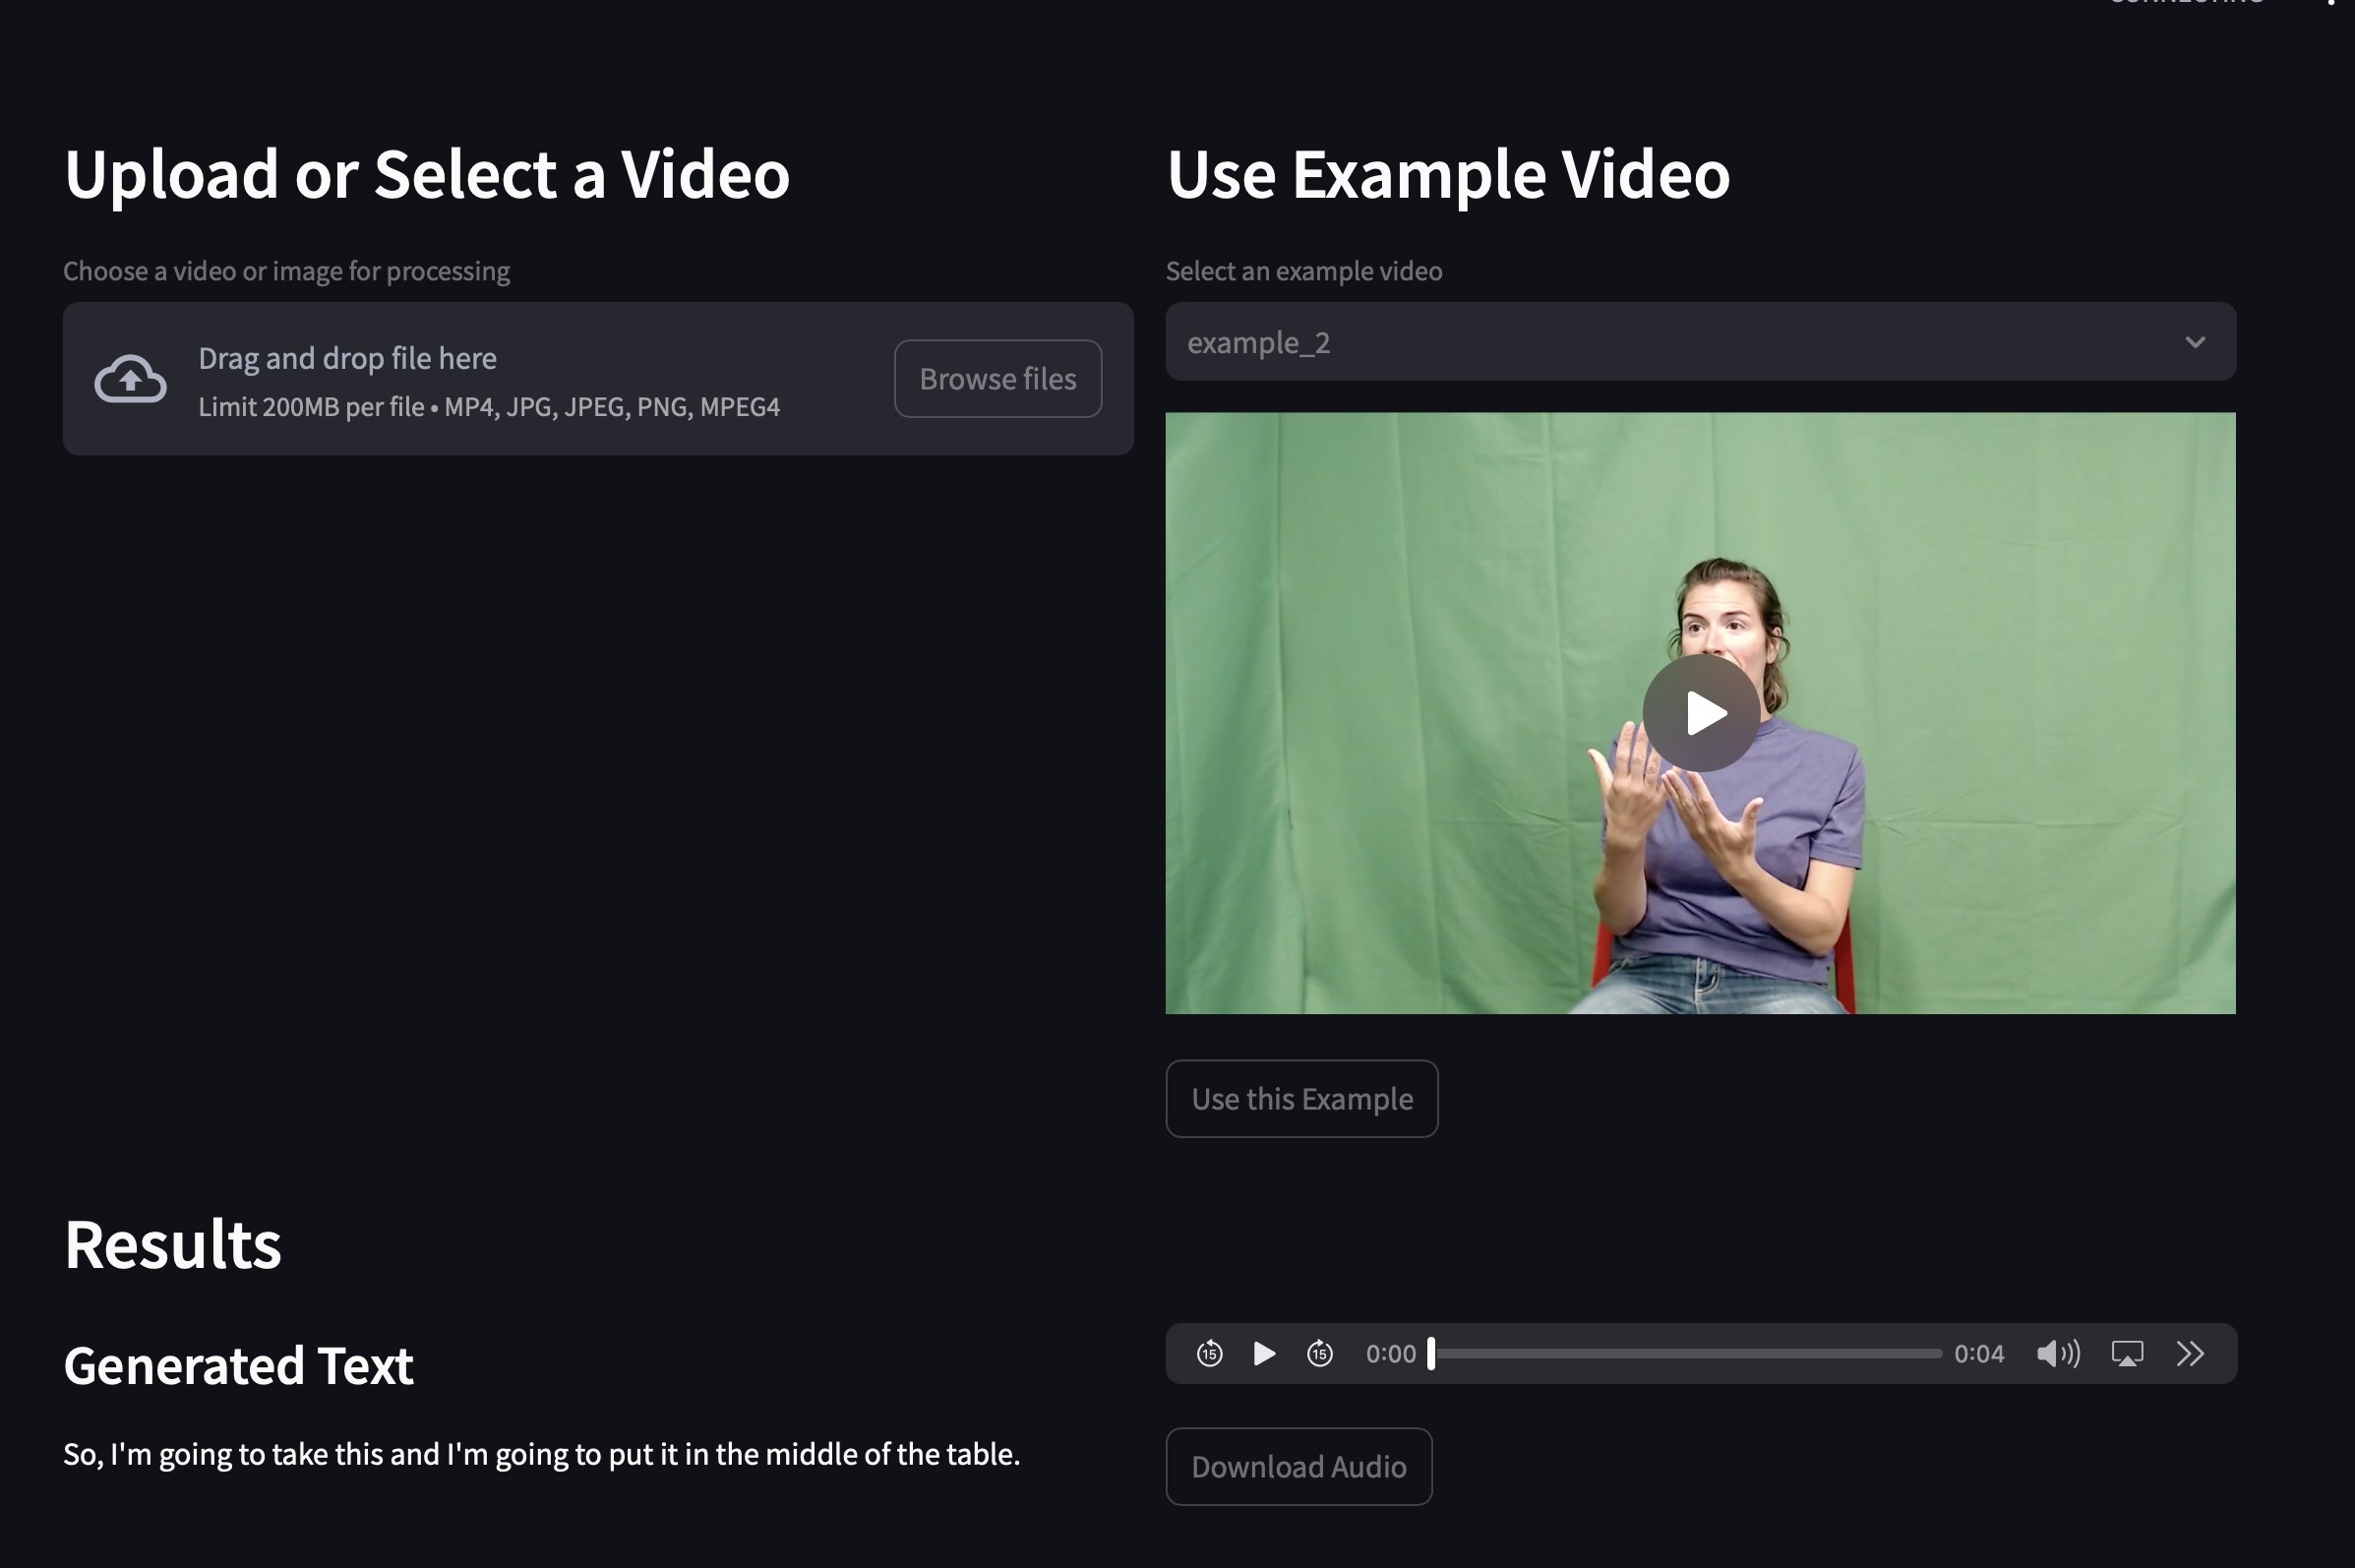 Upload or Select a Video
Choose a video or image for processing
Drag and drop file here
Limit 200MB per file • MP4, JPG, JPEG, PNG, MPEG4
Browse files
Use Example Video
Select an example video
example_2
Use this Example
Results
Generated Text
So, I'm going to take this and I'm going to put it in the middle of the table.
15
15
0:00
0:04
Download Audio